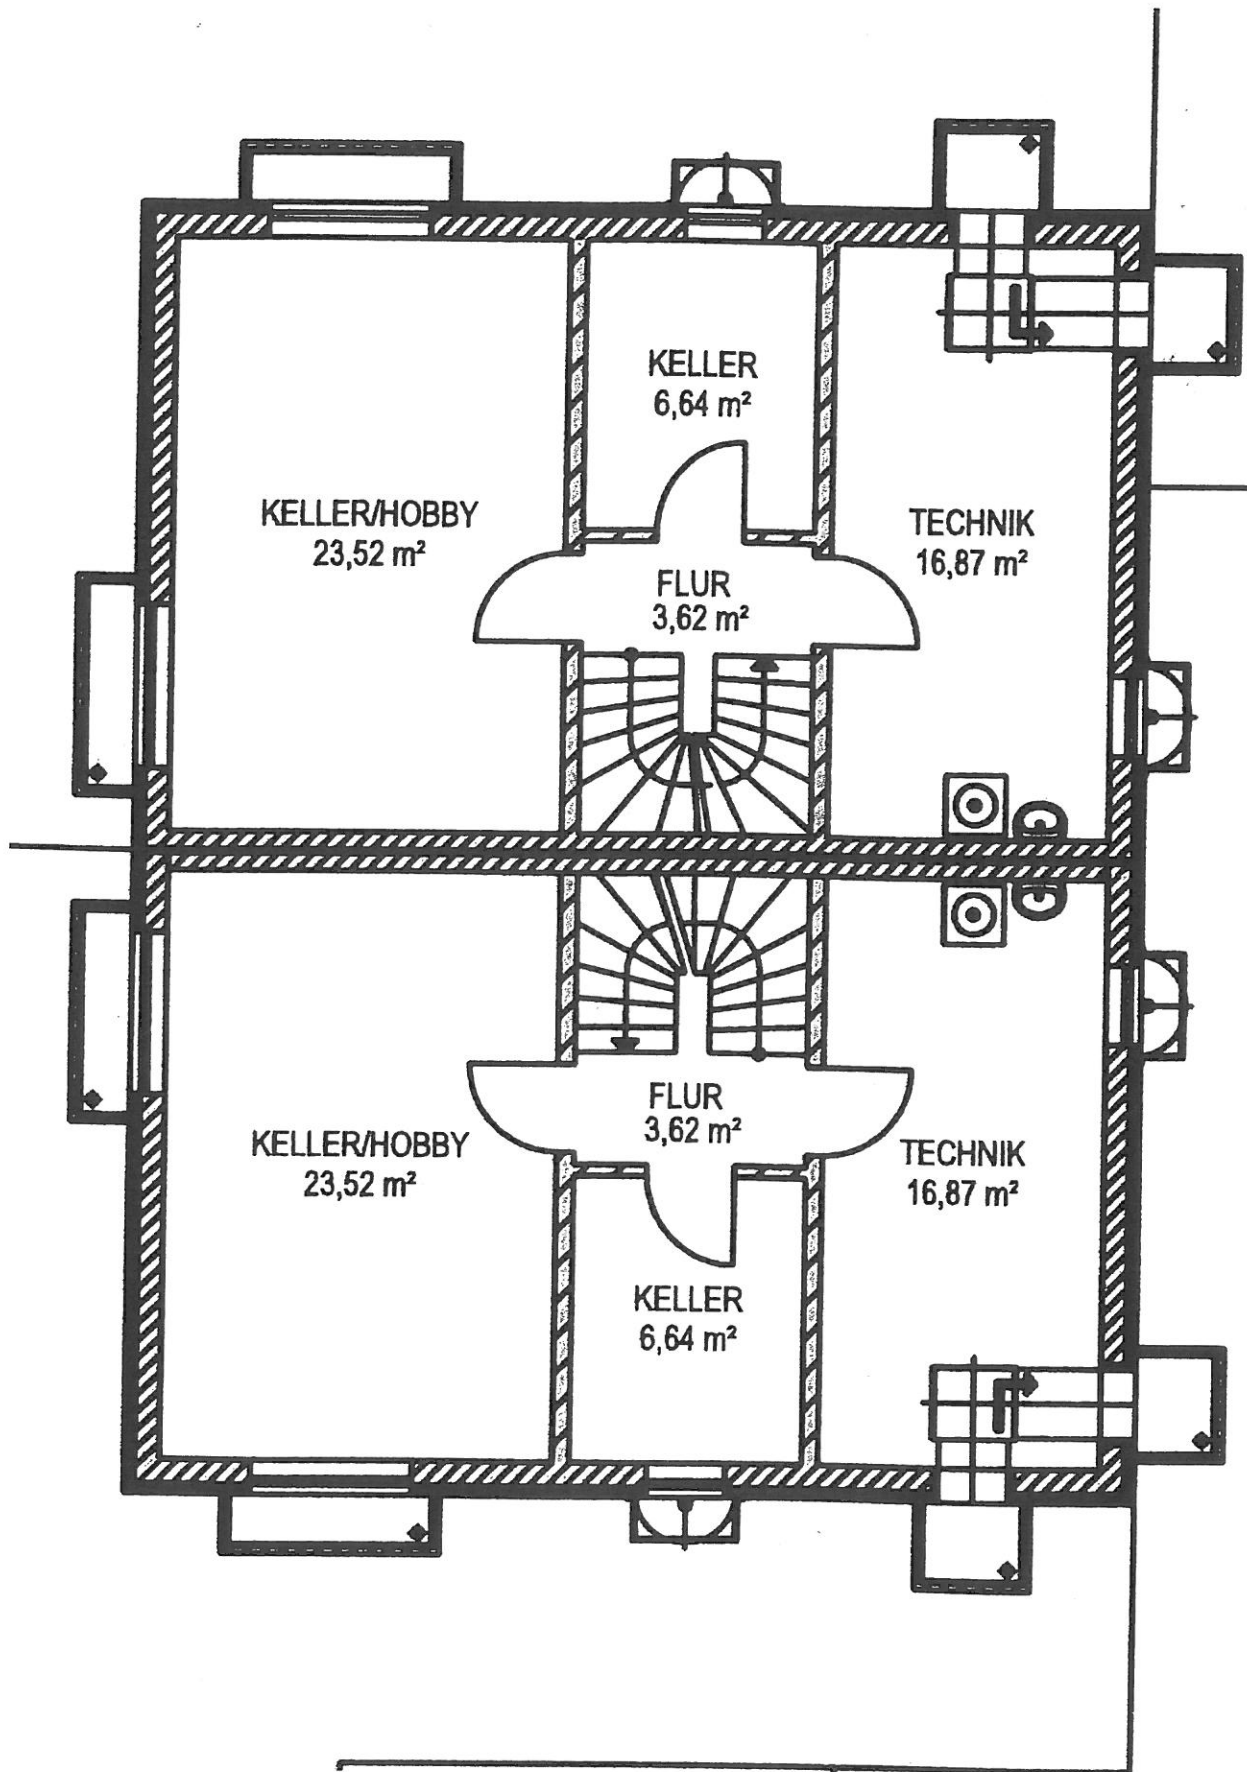 KELLER
6,64 m²
KELLER/HOBBY
23,52 m²
TECHNIK
16,87 m²
FLUR
3,62 m²
FLUR
3,62 m²
KELLER/HOBBY
23,52 m²
TECHNIK
16,87 m²
KELLER
6,64 m²